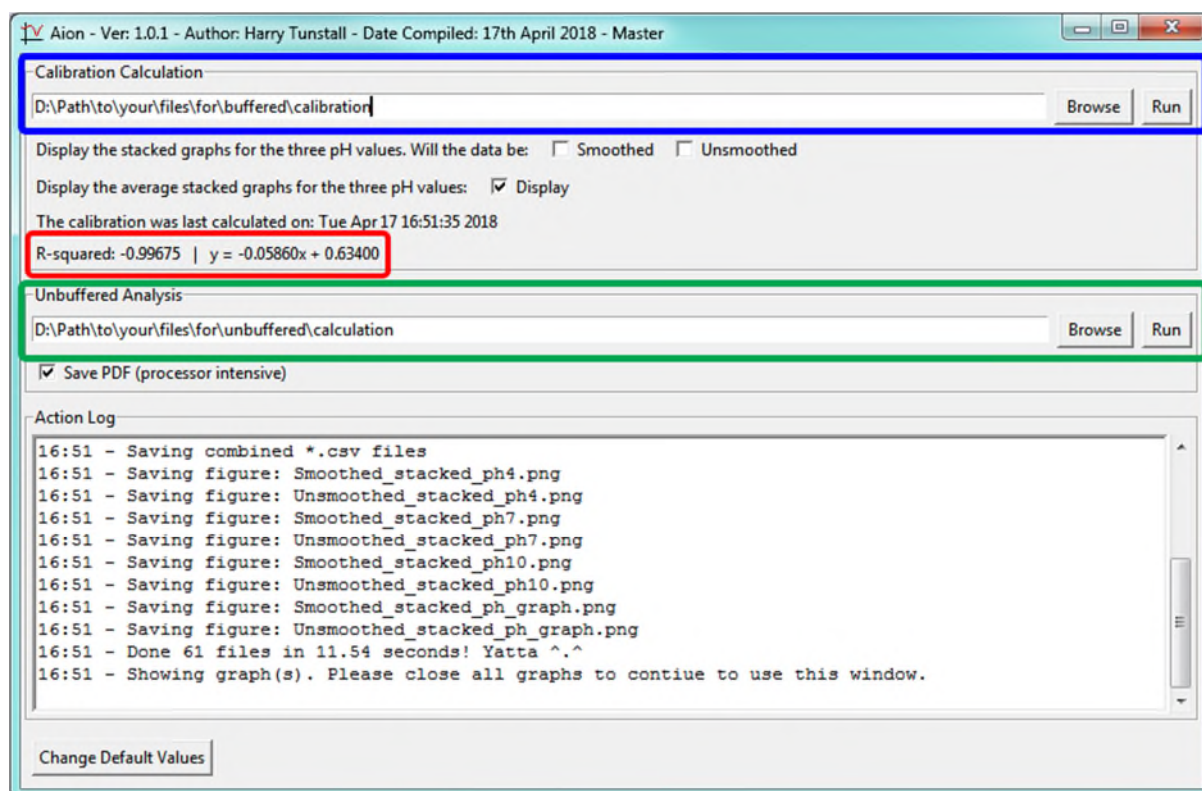 Aion - Ver: 1.0.1 - Author: Harry Tunstall - Date Compiled: 17th April 2018 - Master
Calibration Calculation
D:\Path\to\your\files\for\buffered\calibration Browse Run
Display the stacked graphs for the three pH values. Will the data be: Smoothed Unsmoothed
Display the average stacked graphs for the three pH values: Display
The calibration was last calculated on: Tue Apr 17 16:51:35 2018
R-squared: -0.99675 | y = -0.05860x + 0.63400
Unbuffered Analysis
D:\Path\to\your\files\for\unbuffered\calculation Browse Run
Save PDF (processor intensive)
Action Log
16:51 - Saving combined *.csv files
16:51 - Saving figure: Smoothed_stacked_ph4.png
16:51 - Saving figure: Unsmoothed_stacked_ph4.png
16:51 - Saving figure: Smoothed_stacked_ph7.png
16:51 - Saving figure: Unsmoothed_stacked_ph7.png
16:51 - Saving figure: Smoothed_stacked_ph10.png
16:51 - Saving figure: Unsmoothed_stacked_ph10.png
16:51 - Saving figure: Smoothed_stacked_ph_graph.png
16:51 - Saving figure: Unsmoothed_stacked_ph_graph.png
16:51 - Done 61 files in 11.54 seconds! Yatta ^.^
16:51 - Showing graph(s). Please close all graphs to contiue to use this window.
Change Default Values